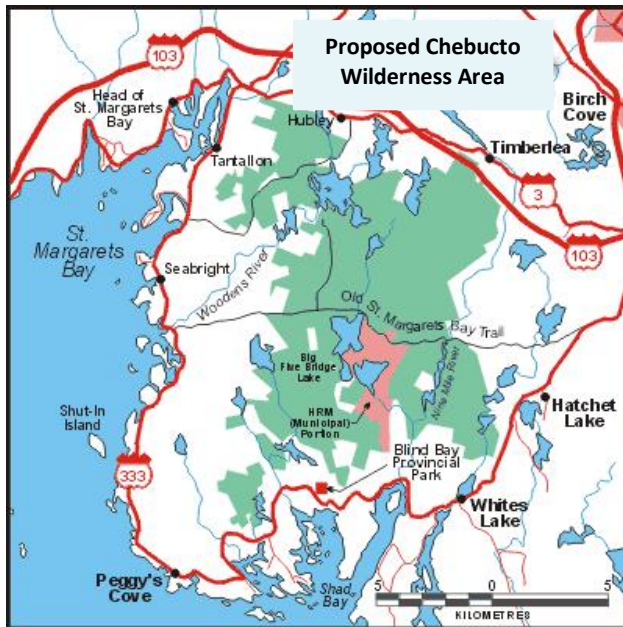 Proposed Chebucto
Wilderness Area
103
Head of
St. Margarets
Bay
Hubley
Birch
Cove
Timberlea
Tantallon
3
St.
Margarets
Bay
103
Seabright
Woodens River
Old St. Margarets Bay Trail
Big
Five Bridge
Lake
Nine Mile River
Shut-In
Island
HRM
(Municipal)
Portion
Hatchet
Lake
Blind Bay
Provincial
Park
333
Whites
Lake
Peggy's
Cove
Shad
Bay
5 0 5
KILOMETRES